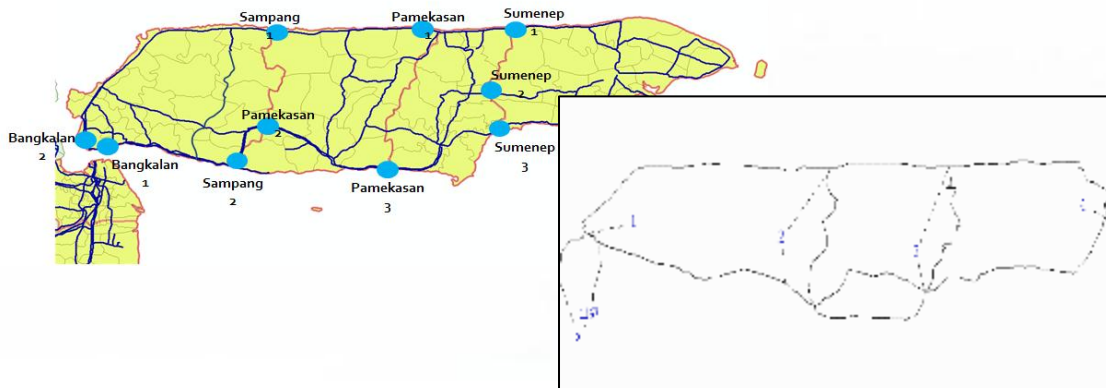 Sampang
1
Pamekasan
1
Sumenep
1
Sumenep
2
Pamekasan
2
Bangkalan
2
Bangkalan
1
Sampang
2
Pamekasan
3
Sumenep
3